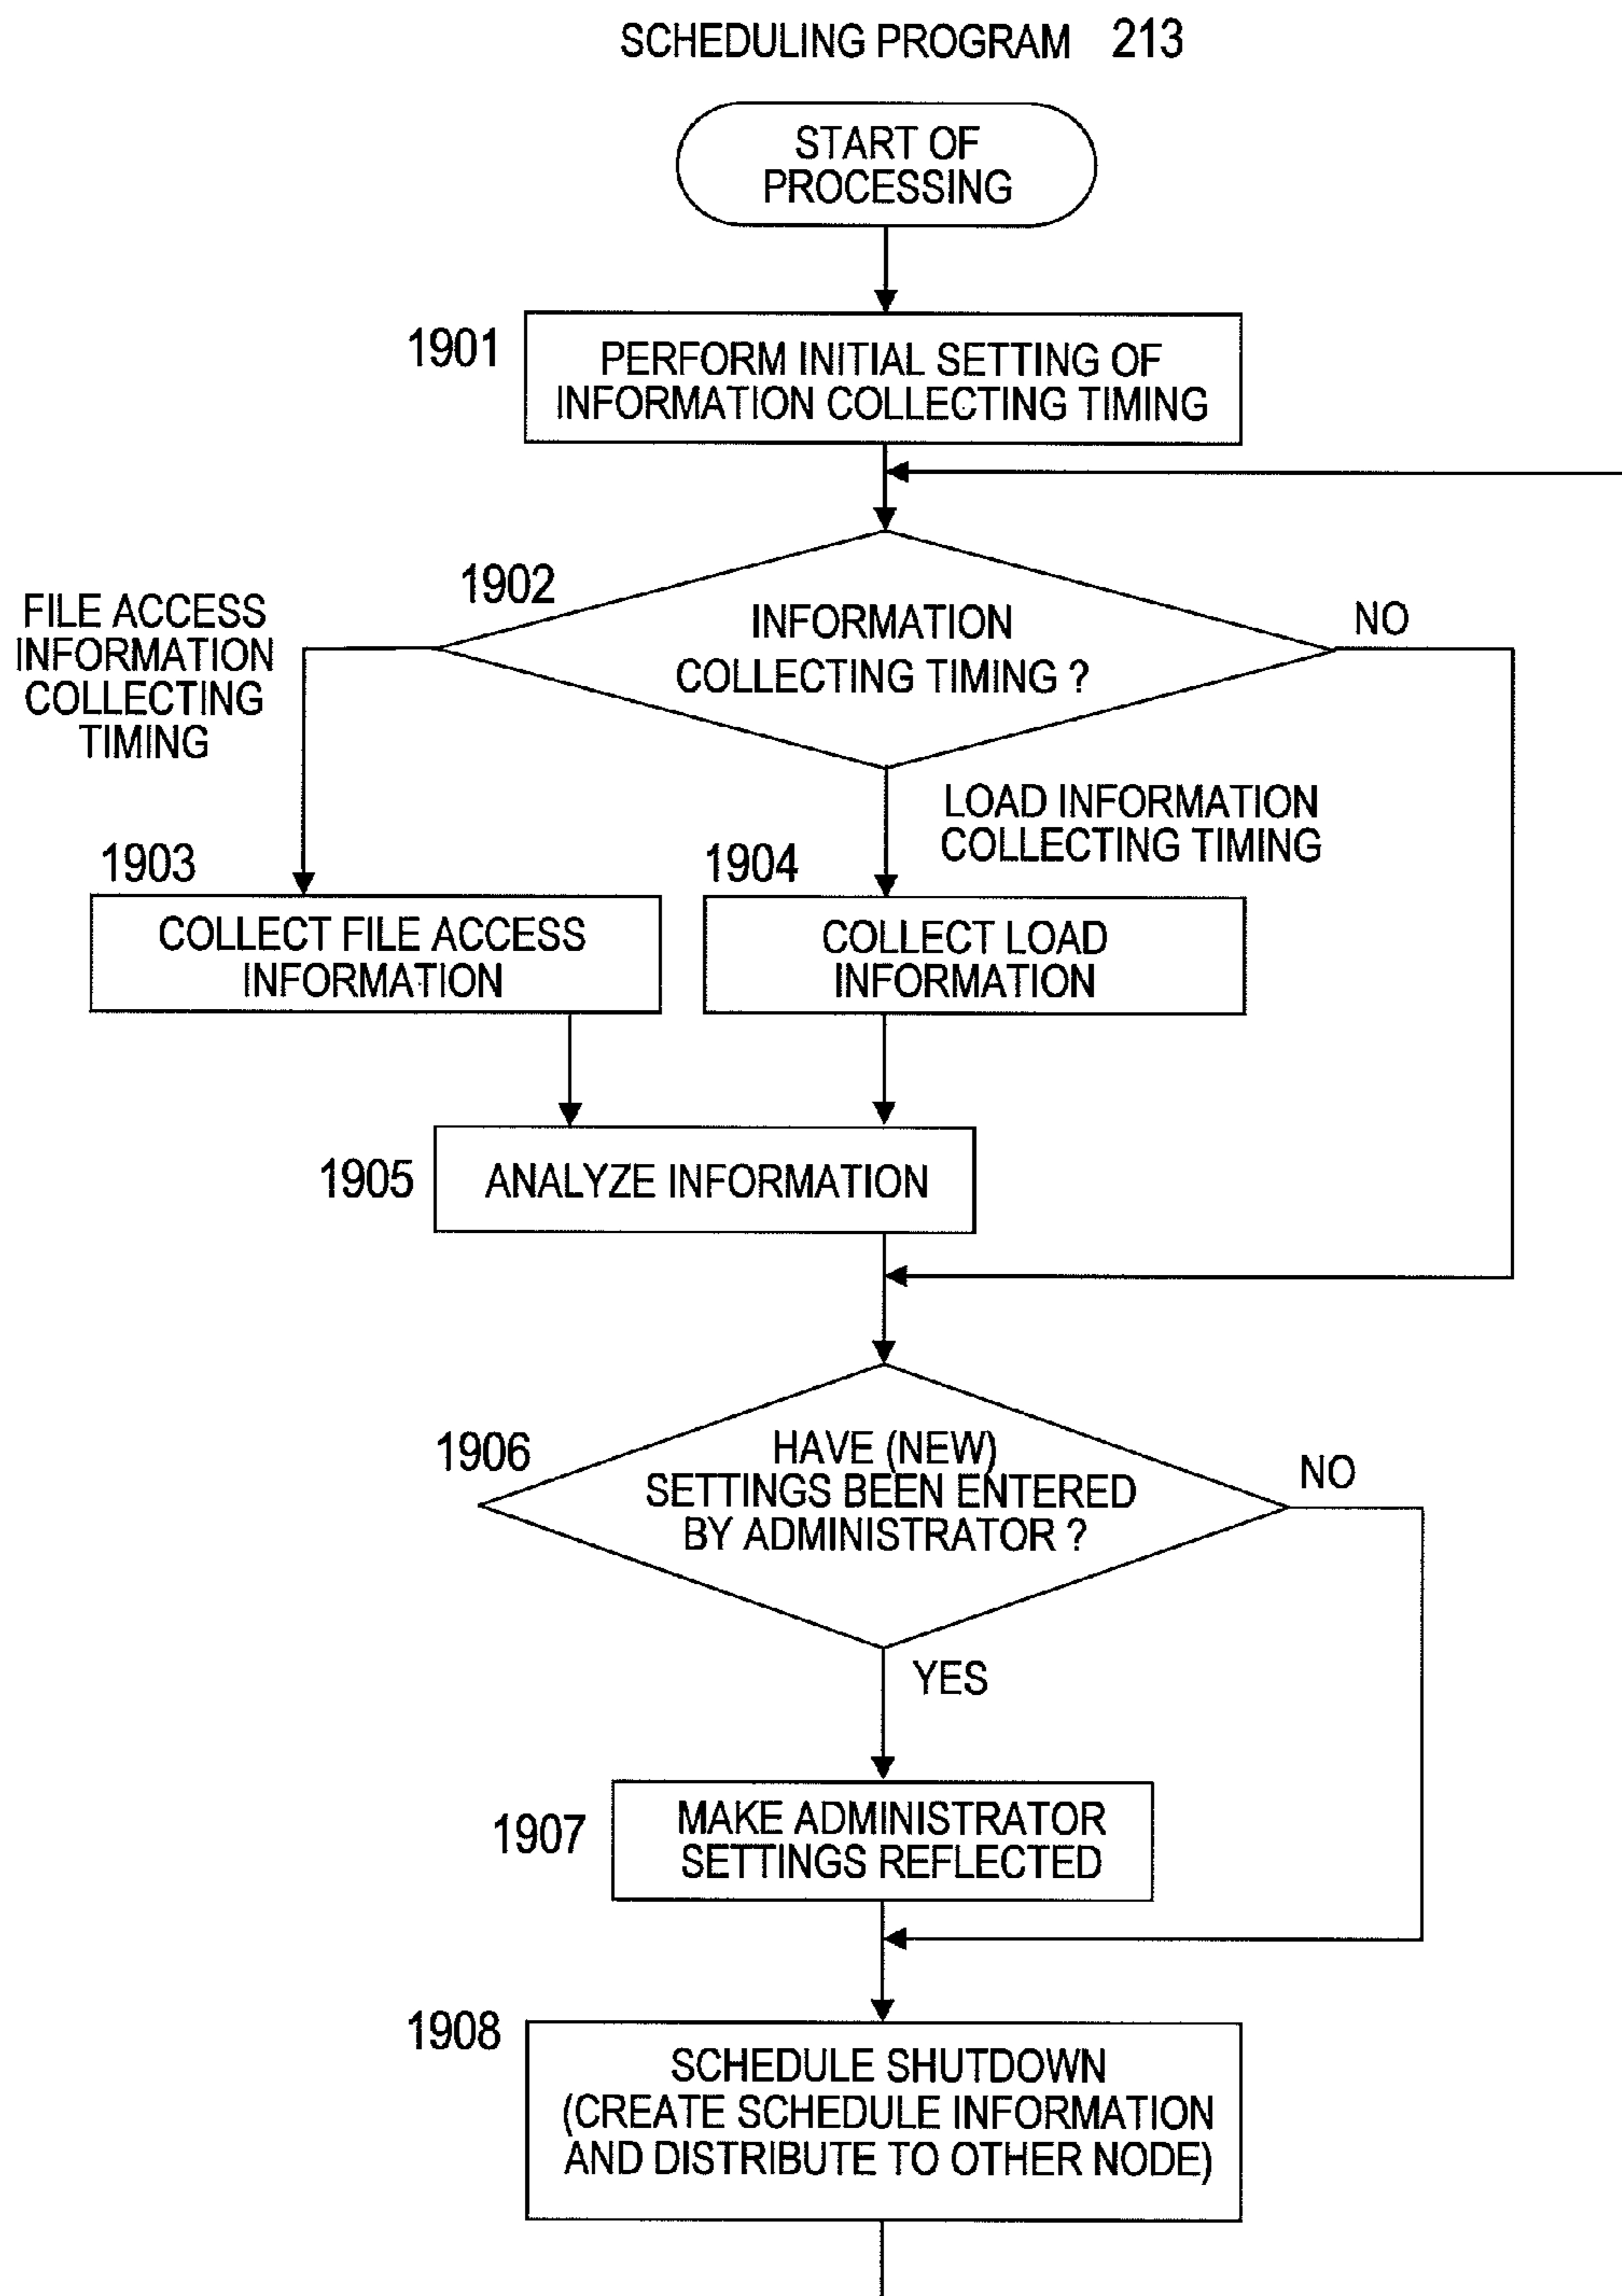 SCHEDULING PROGRAM 213
START OF
PROCESSING
1901
PERFORM INITIAL SETTING OF
INFORMATION COLLECTING TIMING
1902
INFORMATION
COLLECTING TIMING ?
NO
FILE ACCESS
INFORMATION
COLLECTING
TIMING
LOAD INFORMATION
COLLECTING TIMING
1903
COLLECT FILE ACCESS
INFORMATION
1904
COLLECT LOAD
INFORMATION
1905
ANALYZE INFORMATION
1906
HAVE (NEW)
SETTINGS BEEN ENTERED
BY ADMINISTRATOR ?
NO
YES
1907
MAKE ADMINISTRATOR
SETTINGS REFLECTED
1908
SCHEDULE SHUTDOWN
(CREATE SCHEDULE INFORMATION
AND DISTRIBUTE TO OTHER NODE)